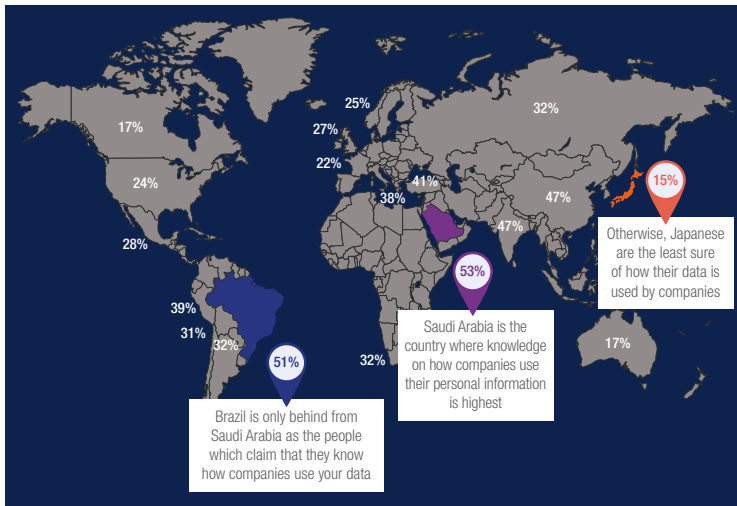 25%
32%
17%
27%
22%
24%
41%
15%
38%
47%
47%
28%
Otherwise, Japanese
are the least sure
of how their data is
used by companies
53%
39%
31%
32%
32%
17%
Saudi Arabia is the
country where knowledge
on how companies use
their personal information
is highest
51%
Brazil is only behind from
Saudi Arabia as the people
which claim that they know
how companies use your data